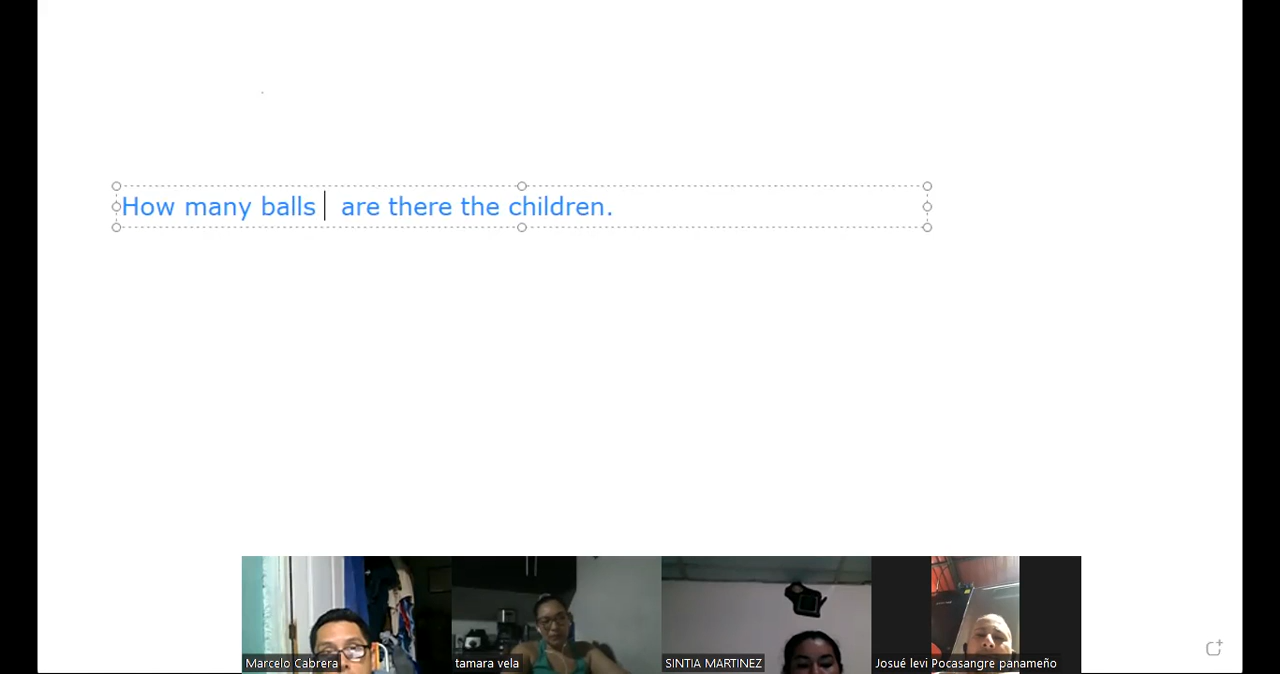 How many balls are there the children.
Marcelo Cabrera
tamara vela
SINTIA MARTINEZ
Josué levi Pocasangre panameño